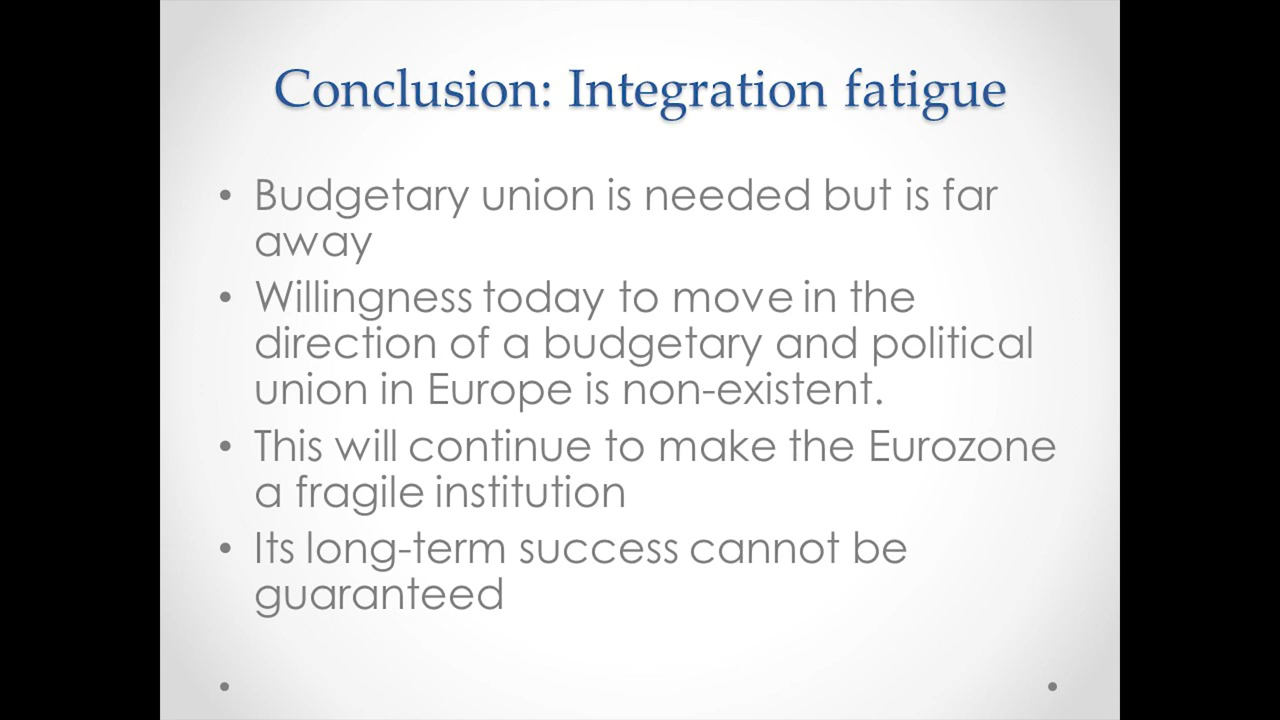 Conclusion: Integration fatigue
• Budgetary union is needed but is far
away
• Willingness today to move in the
direction of a budgetary and political
union in Europe is non-existent.
• This will continue to make the Eurozone
a fragile institution
• Its long-term success cannot be
guaranteed